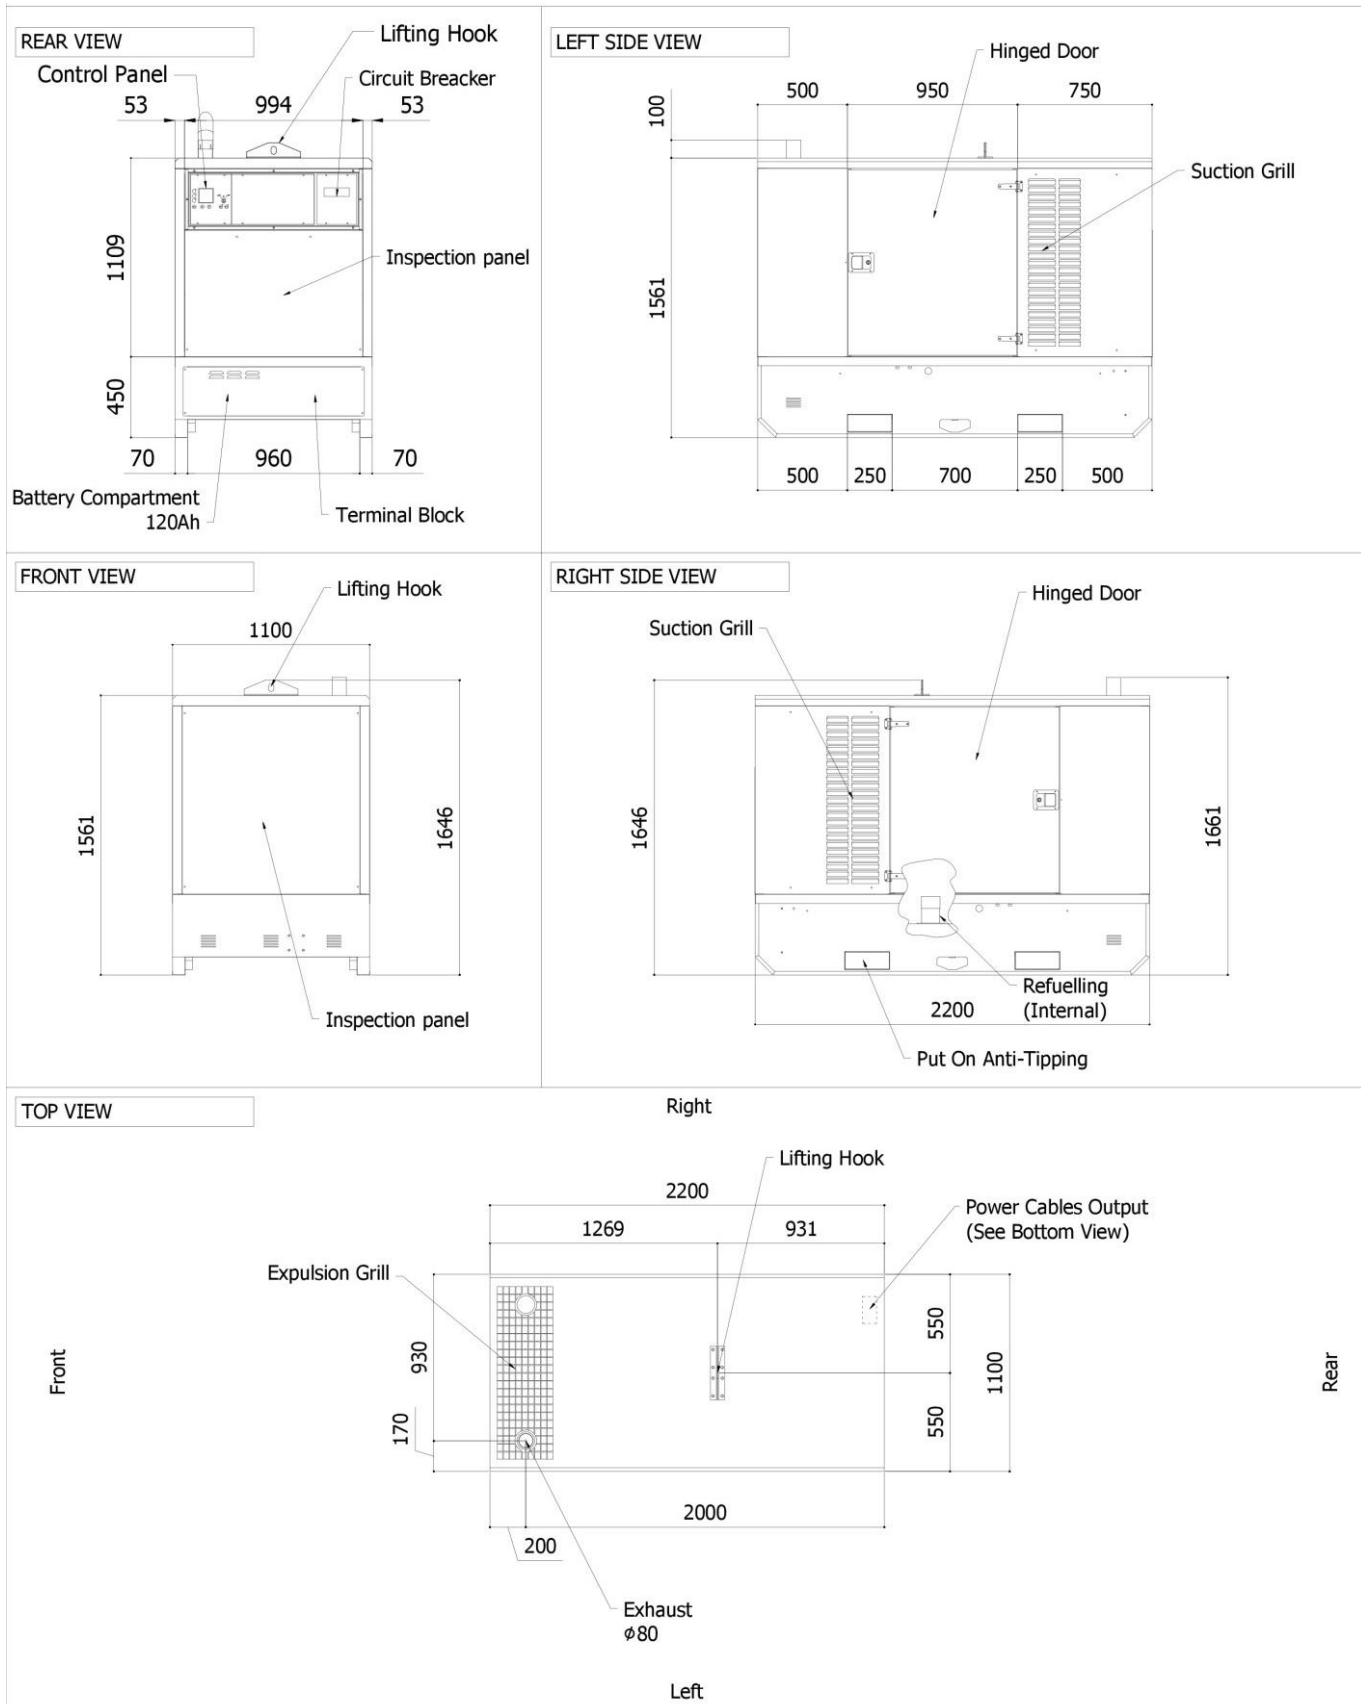 REAR VIEW
Lifting Hook
Control Panel
Circuit Breacker
53
994
53
1109
Inspection panel
450
70
960
70
Battery Compartment
120Ah
Terminal Block
LEFT SIDE VIEW
Hinged Door
500
950
750
100
Suction Grill
1561
500
250
700
250
500
FRONT VIEW
Lifting Hook
1100
1561
1646
Inspection panel
RIGHT SIDE VIEW
Hinged Door
Suction Grill
1646
1661
Refuelling
(Internal)
2200
Put On Anti-Tipping
TOP VIEW
Right
Lifting Hook
2200
Power Cables Output
(See Bottom View)
1269
931
Expulsion Grill
550
930
Front
1100
Rear
170
550
2000
200
Exhaust
ϕ80
Left